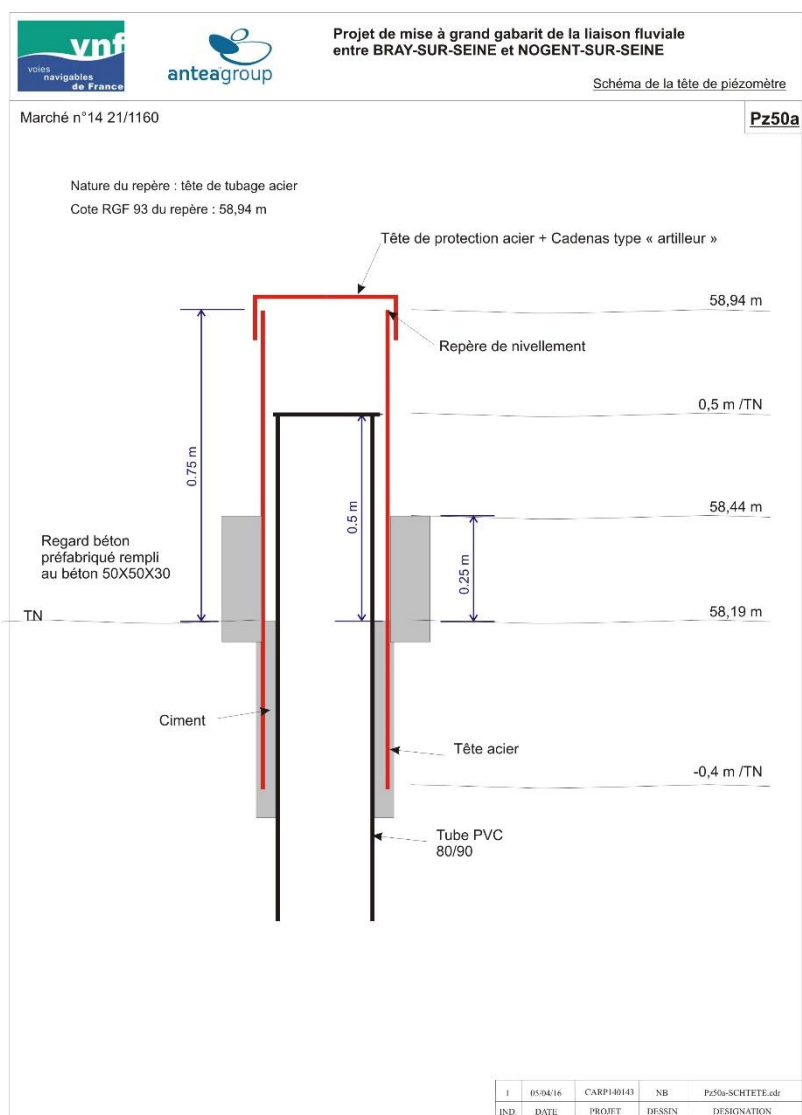 vnf
voies
navigables
de France
anteagroup
Projet de mise à grand gabarit de la liaison fluviale
entre BRAY-SUR-SEINE et NOGENT-SUR-SEINE
Schéma de la tête de piézomètre
Marché n°14 21/1160
Pz50a
Nature du repère : tête de tubage acier
Cote RGF 93 du repère : 58,94 m
Tête de protection acier + Cadenas type « artilleur »
58,94 m
Repère de nivellement
0,5 m /TN
0.75 m
0.5 m
58,44 m
Regard béton
préfabriqué rempli
au béton 50X50X30
0.25 m
TN
58,19 m
Ciment
Tête acier
-0,4 m /TN
Tube PVC
80/90
1 05/04/16 CARP140143 NB Pz50a-SCHTETE.cdr
IND. DATE PROJET DESSIN DESIGNATION